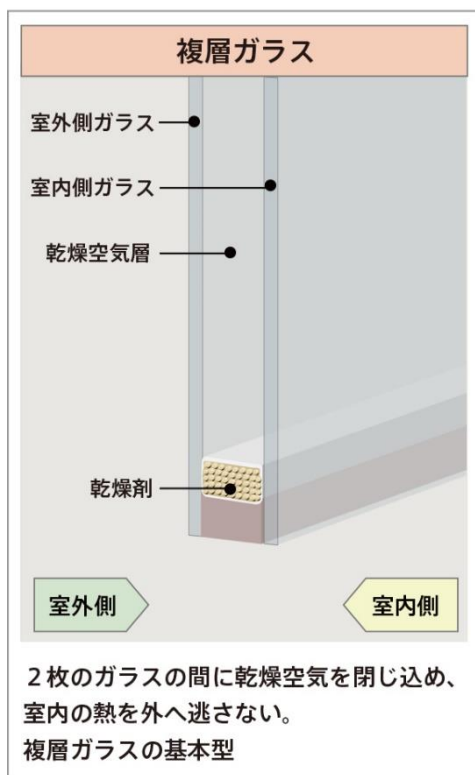 複層ガラス
室外側ガラス
室内側ガラス
乾燥空気層
乾燥剤
室外側
室内側
2枚のガラスの間に乾燥空気を閉じ込め、
室内の熱を外へ逃さない。
複層ガラスの基本型